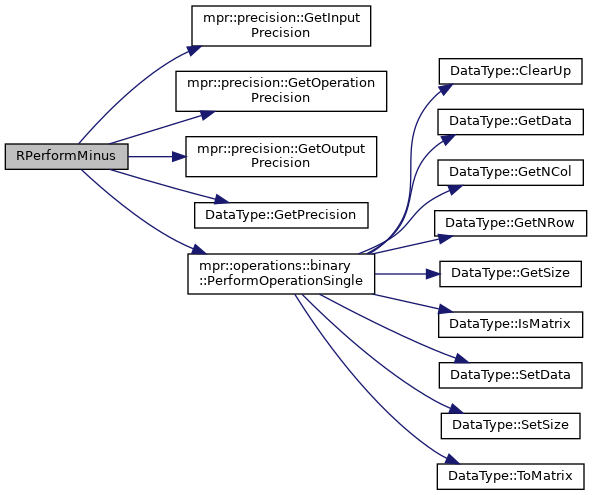 RPerformMinus
mpr::precision::GetInput
Precision
mpr::precision::GetOperation
Precision
mpr::precision::GetOutput
Precision
DataType::GetPrecision
mpr::operations::binary
::PerformOperationSingle
DataType::ClearUp
DataType::GetData
DataType::GetNCol
DataType::GetNRow
DataType::GetSize
DataType::IsMatrix
DataType::SetData
DataType::SetSize
DataType::ToMatrix